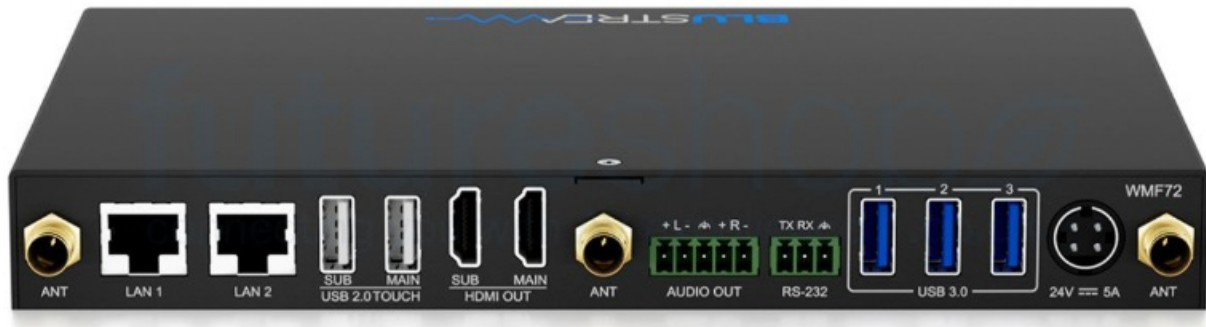 BLUSTREAM
futureshop
WMF72
1 2 3
+ L - ⏚ + R - TX RX ⏚
SUB MAIN SUB MAIN
ANT LAN 1 LAN 2 USB 2.0 TOUCH HDMI OUT ANT AUDIO OUT RS-232 USB 3.0 24V ⎓ 5A ANT